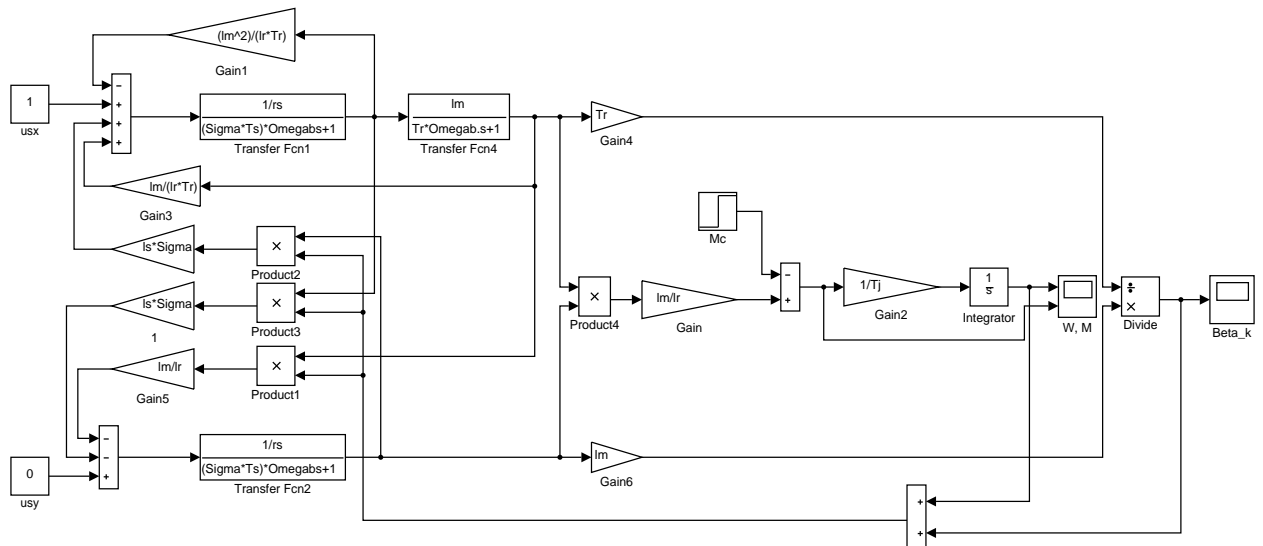 (lm^2)/(lr*Tr)
Gain1
1
usx
−
+
+
+
1/rs
(Sigma*Ts)*Omegabs+1
Transfer Fcn1
lm
Tr*Omegab.s+1
Transfer Fcn4
Tr
Gain4
lm/(lr*Tr)
Gain3
ls*Sigma
×
Product2
Mc
ls*Sigma
1
×
Product3
×
Product4
lm/lr
Gain
−
+
1/Tj
Gain2
1
s
Integrator
W, M
÷
×
Divide
Beta_k
lm/lr
Gain5
×
Product1
0
usy
−
−
+
1/rs
(Sigma*Ts)*Omegabs+1
Transfer Fcn2
lm
Gain6
+
+